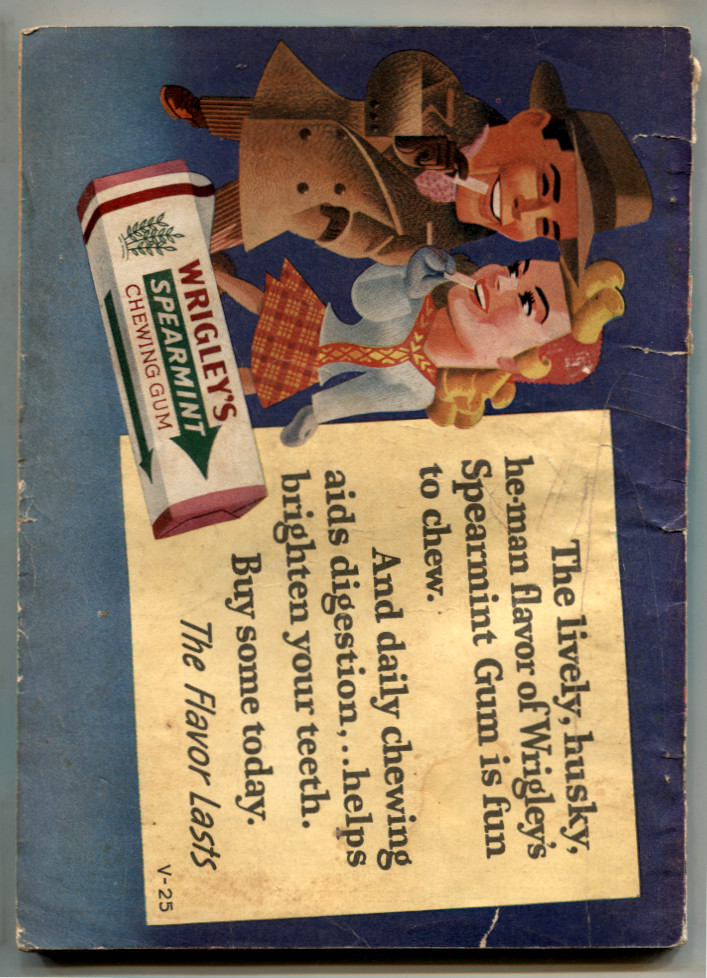 WRIGLEY'S
SPEARMINT
CHEWING GUM
The lively, husky,
he-man flavor of Wrigley's
Spearmint Gum is fun
to chew.
And daily chewing
aids digestion,...helps
brighten your teeth.
Buy some today.
The Flavor Lasts
V-25